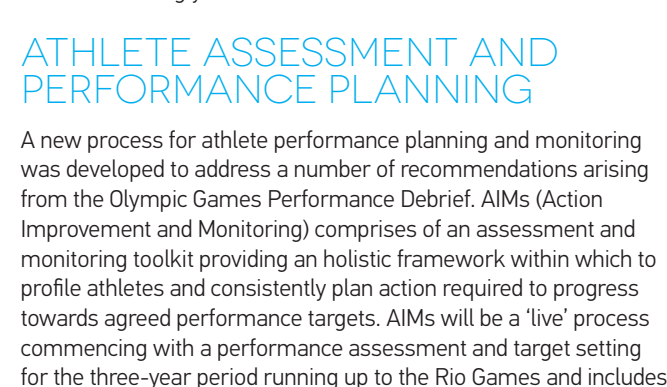 ATHLETE ASSESSMENT AND
PERFORMANCE PLANNING
A new process for athlete performance planning and monitoring
was developed to address a number of recommendations arising
from the Olympic Games Performance Debrief. AIMs (Action
Improvement and Monitoring) comprises of an assessment and
monitoring toolkit providing an holistic framework within which to
profile athletes and consistently plan action required to progress
towards agreed performance targets. AIMs will be a ‘live’ process
commencing with a performance assessment and target setting
for the three-year period running up to the Rio Games and includes